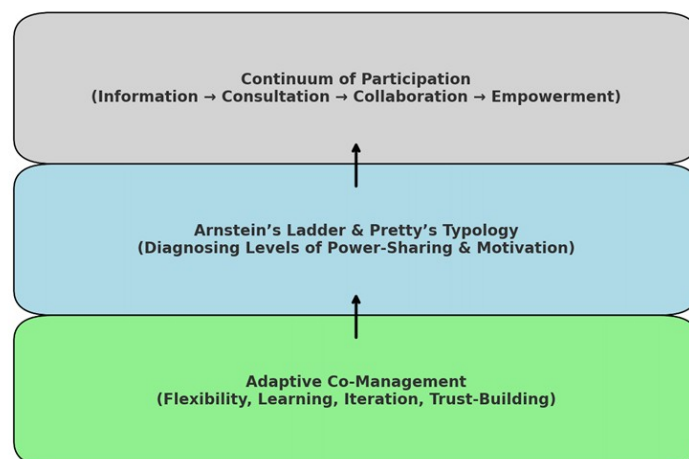 Continuum of Participation
(Information → Consultation → Collaboration → Empowerment)
Arnstein’s Ladder & Pretty’s Typology
(Diagnosing Levels of Power-Sharing & Motivation)
Adaptive Co-Management
(Flexibility, Learning, Iteration, Trust-Building)